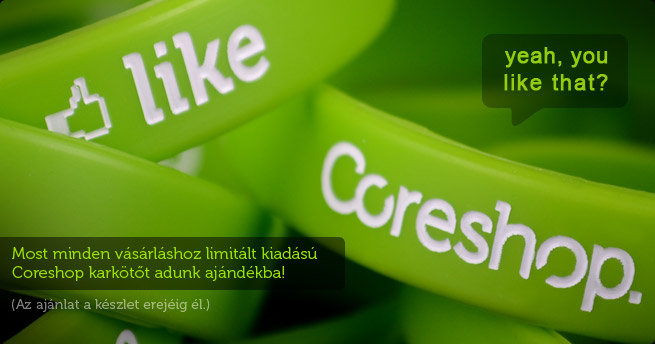 like
yeah, you
like that?
Coreshop.
Most minden vásárláshoz limitált kiadású
Coreshop karkötőt adunk ajándékba!
(Az ajánlat a készlet erejéig él.)